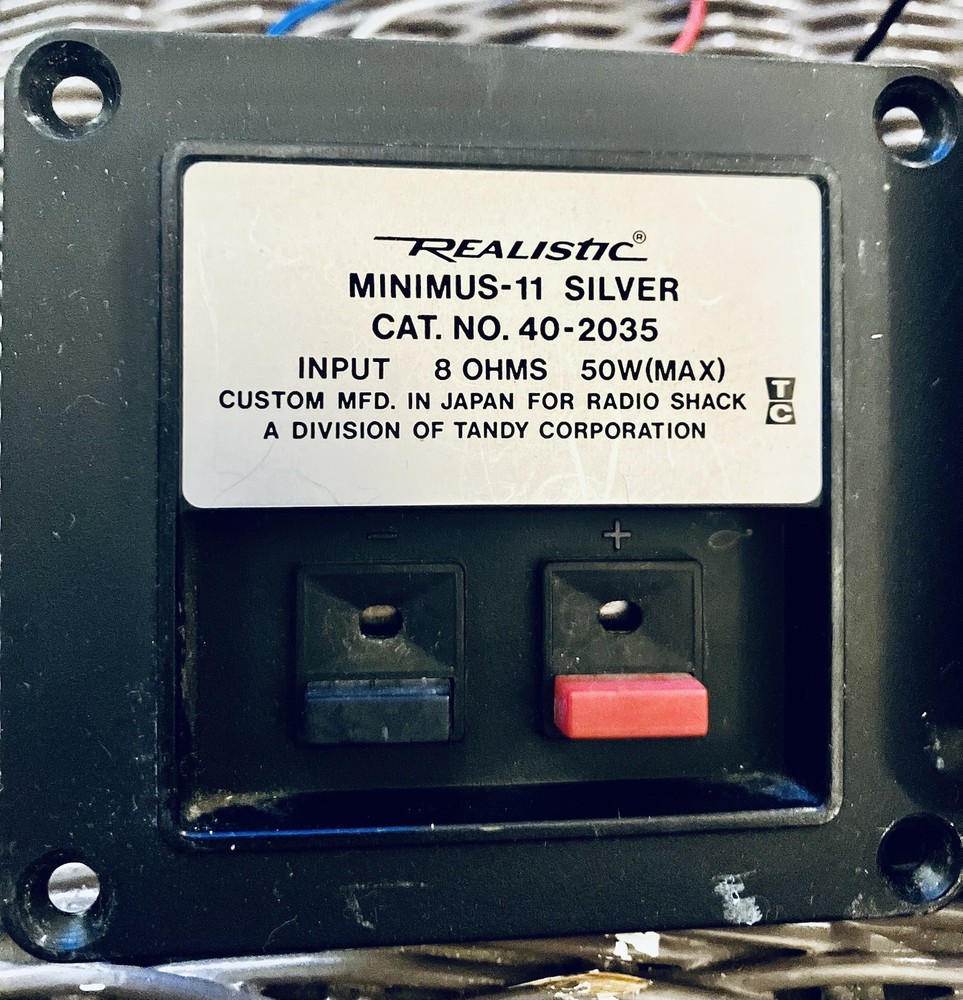 REALISTIC®
MINIMUS-11 SILVER
CAT. NO. 40-2035
INPUT 8 OHMS 50W(MAX)
CUSTOM MFD. IN JAPAN FOR RADIO SHACK
A DIVISION OF TANDY CORPORATION
TC
− +